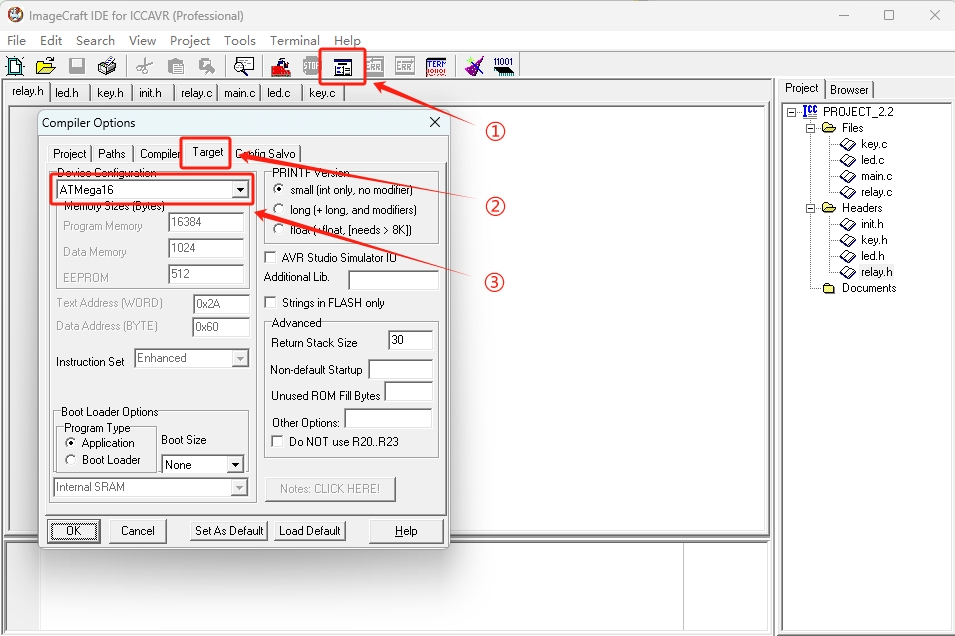 ImageCraft IDE for ICCAVR (Professional)
File Edit Search View Project Tools Terminal Help
STOP ERR ERR TERM 10101 11001
relay.h led.h key.h init.h relay.c main.c led.c key.c
①
Compiler Options
Project Paths Compiler Target Config Salvo
②
③
Device Configuration
ATMega16
Memory Sizes (Bytes)
Program Memory 16384
Data Memory 1024
EEPROM 512
Text Address (WORD) 0x2A
Data Address (BYTE) 0x60
Instruction Set Enhanced
Boot Loader Options
Program Type
Application
Boot Loader
Boot Size
None
Internal SRAM
PRINTF Version
small (int only, no modifier)
long (+ long, and modifiers)
float (+float, [needs > 8K])
AVR Studio Simulator IO
Additional Lib.
Strings in FLASH only
Advanced
Return Stack Size 30
Non-default Startup
Unused ROM Fill Bytes
Other Options:
Do NOT use R20..R23
Notes: CLICK HERE!
OK Cancel Set As Default Load Default Help
Project Browser
ICC PROJECT_2.2
Files
key.c
led.c
main.c
relay.c
Headers
init.h
key.h
led.h
relay.h
Documents